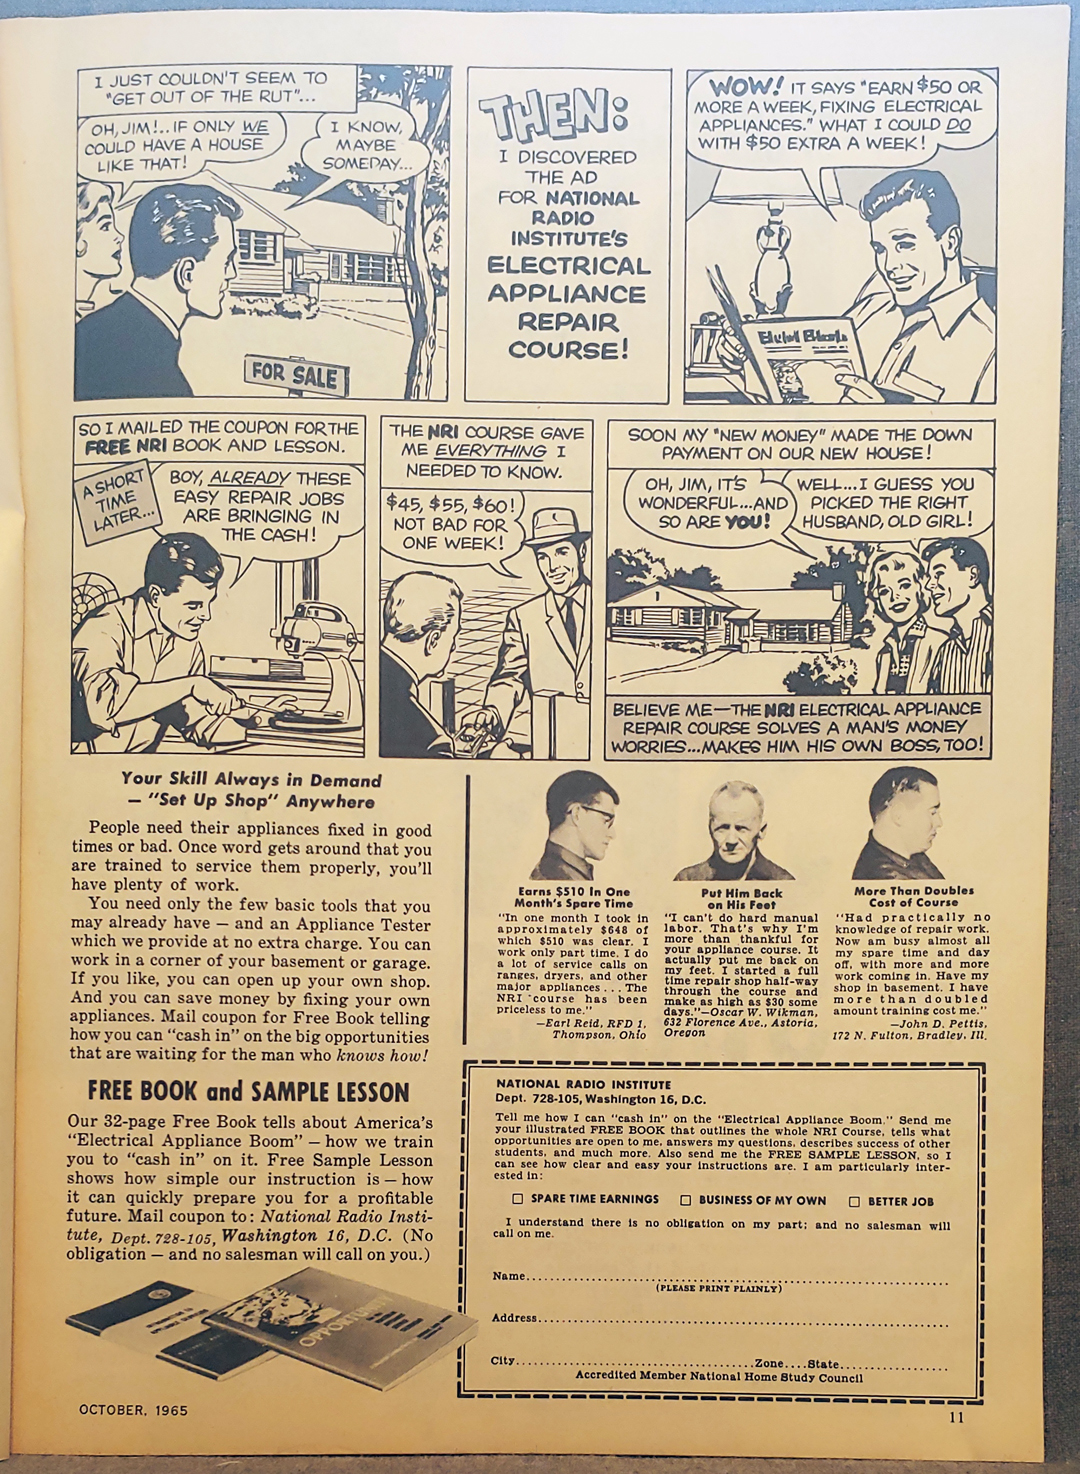 I JUST COULDN'T SEEM TO
"GET OUT OF THE RUT"...
OH, JIM!.. IF ONLY WE
COULD HAVE A HOUSE
LIKE THAT!
I KNOW,
MAYBE
SOMEDAY...
FOR SALE
THEN:
I DISCOVERED
THE AD
FOR NATIONAL
RADIO
INSTITUTE'S
ELECTRICAL
APPLIANCE
REPAIR
COURSE!
WOW! IT SAYS "EARN $50 OR
MORE A WEEK, FIXING ELECTRICAL
APPLIANCES." WHAT I COULD DO
WITH $50 EXTRA A WEEK!
SO I MAILED THE COUPON FOR THE
FREE NRI BOOK AND LESSON.
A SHORT
TIME
LATER...
BOY, ALREADY THESE
EASY REPAIR JOBS
ARE BRINGING IN
THE CASH!
THE NRI COURSE GAVE
ME EVERYTHING I
NEEDED TO KNOW.
$45, $55, $60!
NOT BAD FOR
ONE WEEK!
SOON MY "NEW MONEY" MADE THE DOWN
PAYMENT ON OUR NEW HOUSE!
OH, JIM, IT'S
WONDERFUL...AND
SO ARE YOU!
WELL...I GUESS YOU
PICKED THE RIGHT
HUSBAND, OLD GIRL!
BELIEVE ME—THE NRI ELECTRICAL APPLIANCE
REPAIR COURSE SOLVES A MAN'S MONEY
WORRIES...MAKES HIM HIS OWN BOSS, TOO!
Your Skill Always in Demand
— "Set Up Shop" Anywhere
People need their appliances fixed in good
times or bad. Once word gets around that you
are trained to service them properly, you'll
have plenty of work.
You need only the few basic tools that you
may already have — and an Appliance Tester
which we provide at no extra charge. You can
work in a corner of your basement or garage.
If you like, you can open up your own shop.
And you can save money by fixing your own
appliances. Mail coupon for Free Book telling
how you can "cash in" on the big opportunities
that are waiting for the man who knows how!
FREE BOOK and SAMPLE LESSON
Our 32-page Free Book tells about America's
"Electrical Appliance Boom" — how we train
you to "cash in" on it. Free Sample Lesson
shows how simple our instruction is — how
it can quickly prepare you for a profitable
future. Mail coupon to: National Radio Insti-
tute, Dept. 728-105, Washington 16, D.C. (No
obligation — and no salesman will call on you.)
OPPORTUNITY
Earns $510 In One
Month's Spare Time
"In one month I took in
approximately $648 of
which $510 was clear. I
work only part time. I do
a lot of service calls on
ranges, dryers, and other
major appliances . . . The
NRI course has been
priceless to me."
—Earl Reid, RFD 1,
Thompson, Ohio
Put Him Back
on His Feet
"I can't do hard manual
labor. That's why I'm
more than thankful for
your appliance course. It
actually put me back on
my feet. I started a full
time repair shop half-way
through the course and
make as high as $30 some
days."—Oscar W. Wikman,
632 Florence Ave., Astoria,
Oregon
More Than Doubles
Cost of Course
"Had practically no
knowledge of repair work.
Now am busy almost all
my spare time and day
off, with more and more
work coming in. Have my
shop in basement. I have
more than doubled
amount training cost me."
—John D. Pettis,
172 N. Fulton, Bradley, Ill.
NATIONAL RADIO INSTITUTE
Dept. 728-105, Washington 16, D.C.
Tell me how I can "cash in" on the "Electrical Appliance Boom." Send me
your illustrated FREE BOOK that outlines the whole NRI Course, tells what
opportunities are open to me, answers my questions, describes success of other
students, and much more. Also send me the FREE SAMPLE LESSON, so I
can see how clear and easy your instructions are. I am particularly inter-
ested in:
☐ SPARE TIME EARNINGS ☐ BUSINESS OF MY OWN ☐ BETTER JOB
I understand there is no obligation on my part; and no salesman will
call on me.
Name...............................................................................
(PLEASE PRINT PLAINLY)
Address............................................................................
City.............................................Zone....State....................
Accredited Member National Home Study Council
OCTOBER, 1965
11